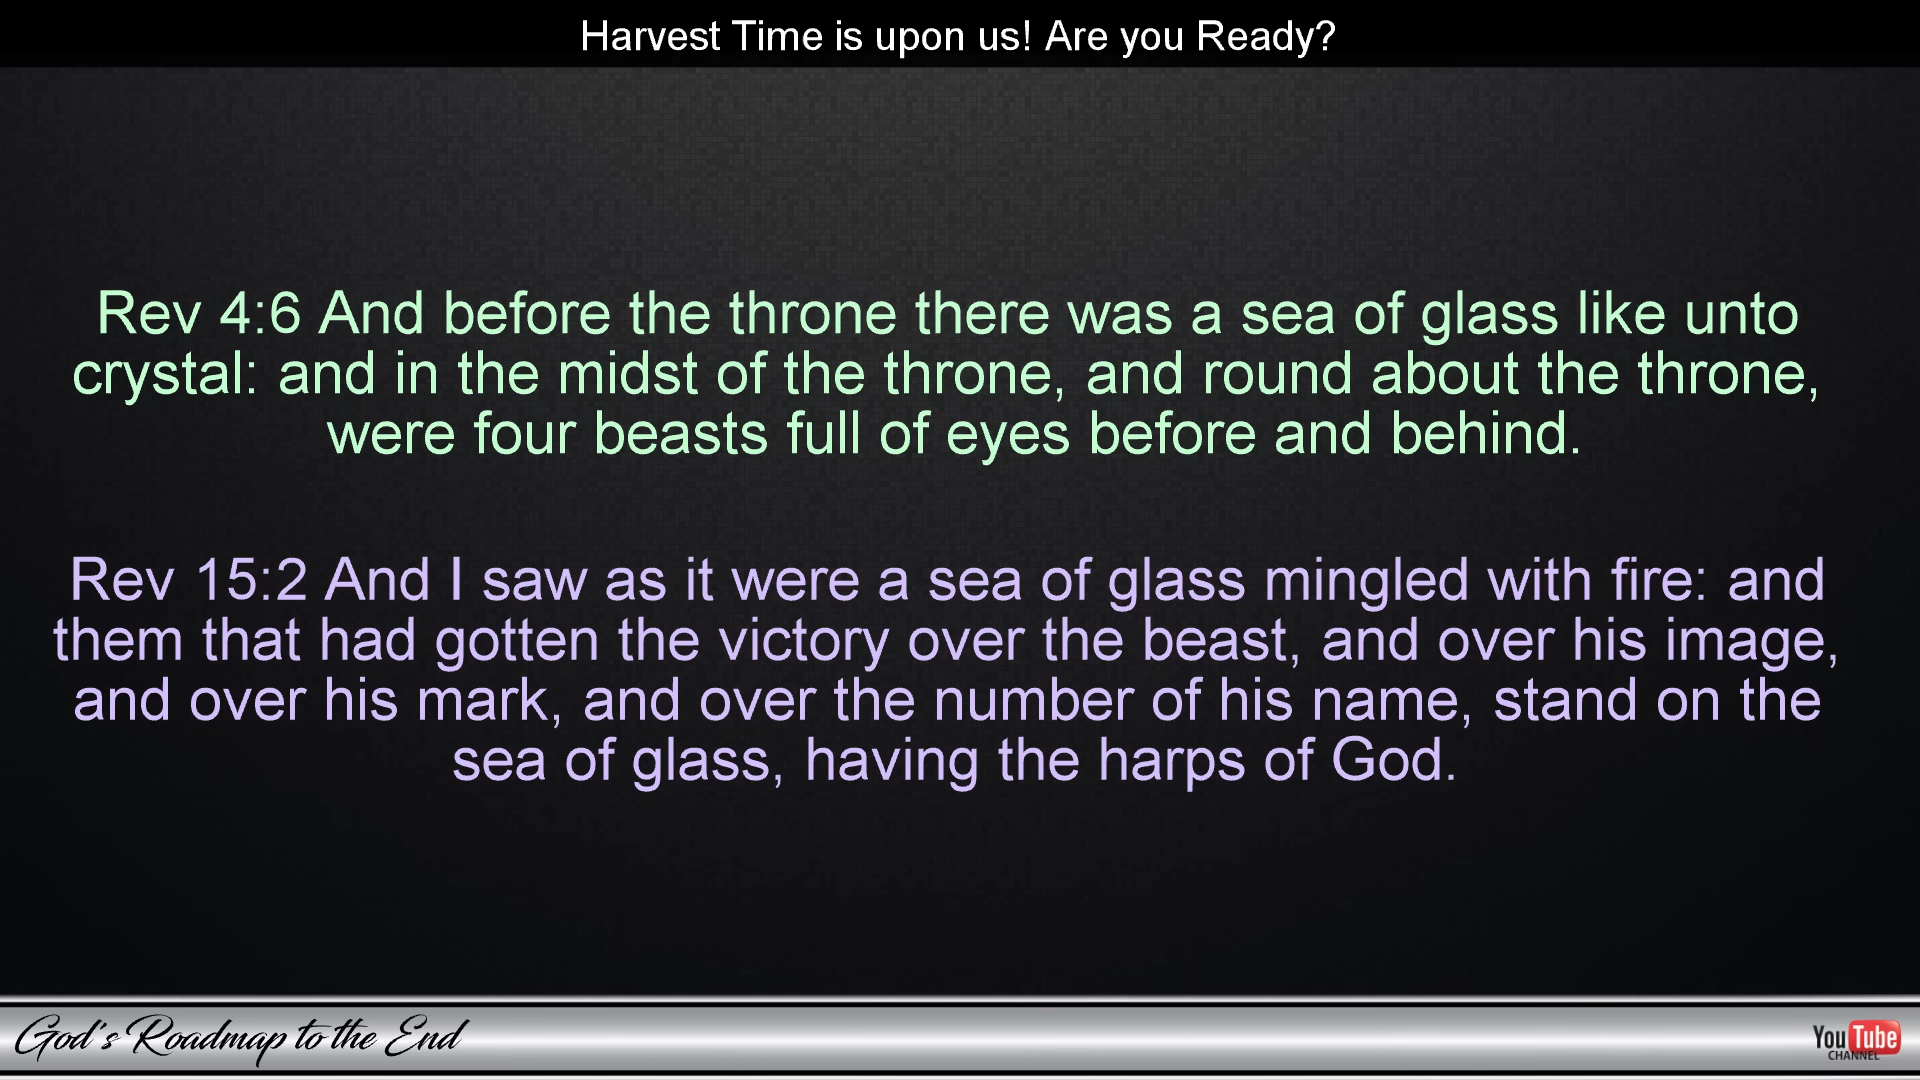 Harvest Time is upon us! Are you Ready?
Rev 4:6 And before the throne there was a sea of glass like unto
crystal: and in the midst of the throne, and round about the throne,
were four beasts full of eyes before and behind.
Rev 15:2 And I saw as it were a sea of glass mingled with fire: and
them that had gotten the victory over the beast, and over his image,
and over his mark, and over the number of his name, stand on the
sea of glass, having the harps of God.
God's Roadmap to the End
YouTube
CHANNEL